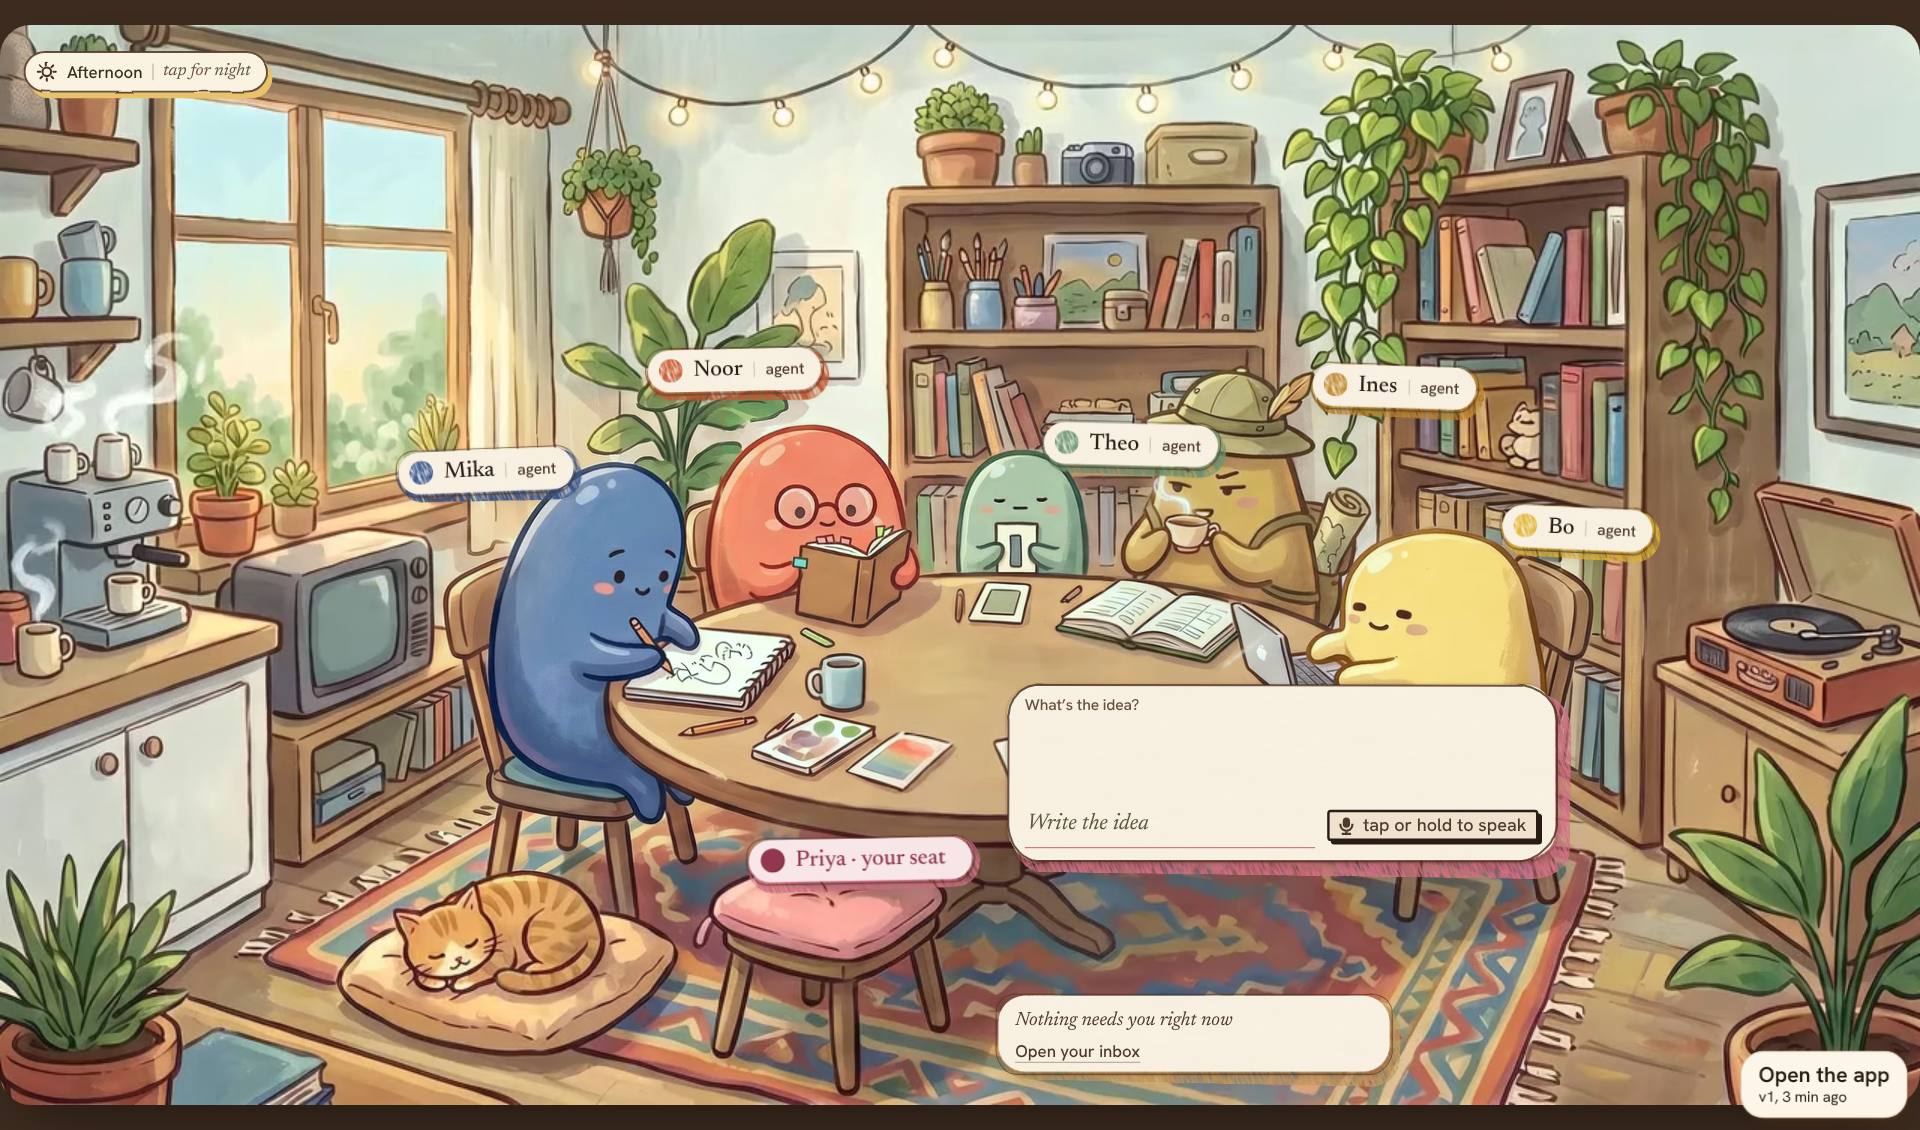 Afternoon tap for night
Noor agent
Ines agent
Theo agent
Mika agent
Bo agent
What's the idea?
Write the idea
tap or hold to speak
Priya · your seat
Nothing needs you right now
Open your inbox
Open the app
v1, 3 min ago